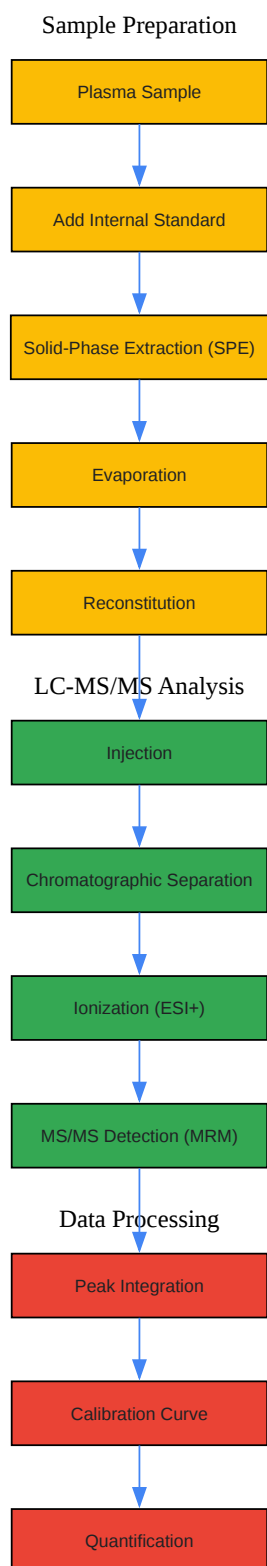 Sample Preparation
Plasma Sample
Add Internal Standard
Solid-Phase Extraction (SPE)
Evaporation
Reconstitution
LC-MS/MS Analysis
Injection
Chromatographic Separation
Ionization (ESI+)
MS/MS Detection (MRM)
Data Processing
Peak Integration
Calibration Curve
Quantification